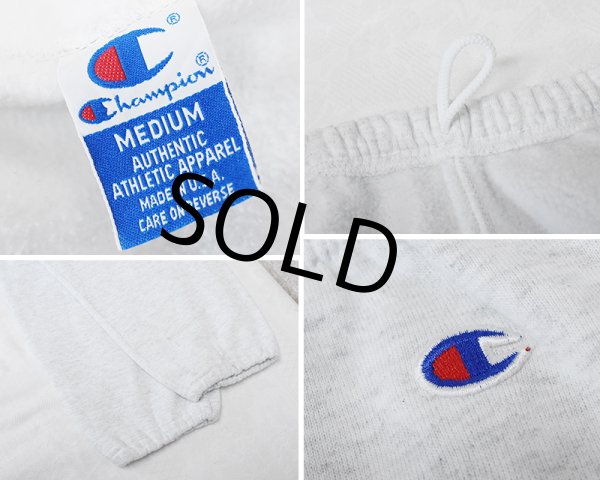 ®
Champion®
MEDIUM
AUTHENTIC
ATHLETIC APPAREL
MADE IN U.S.A.
CARE ON REVERSE
SOLD